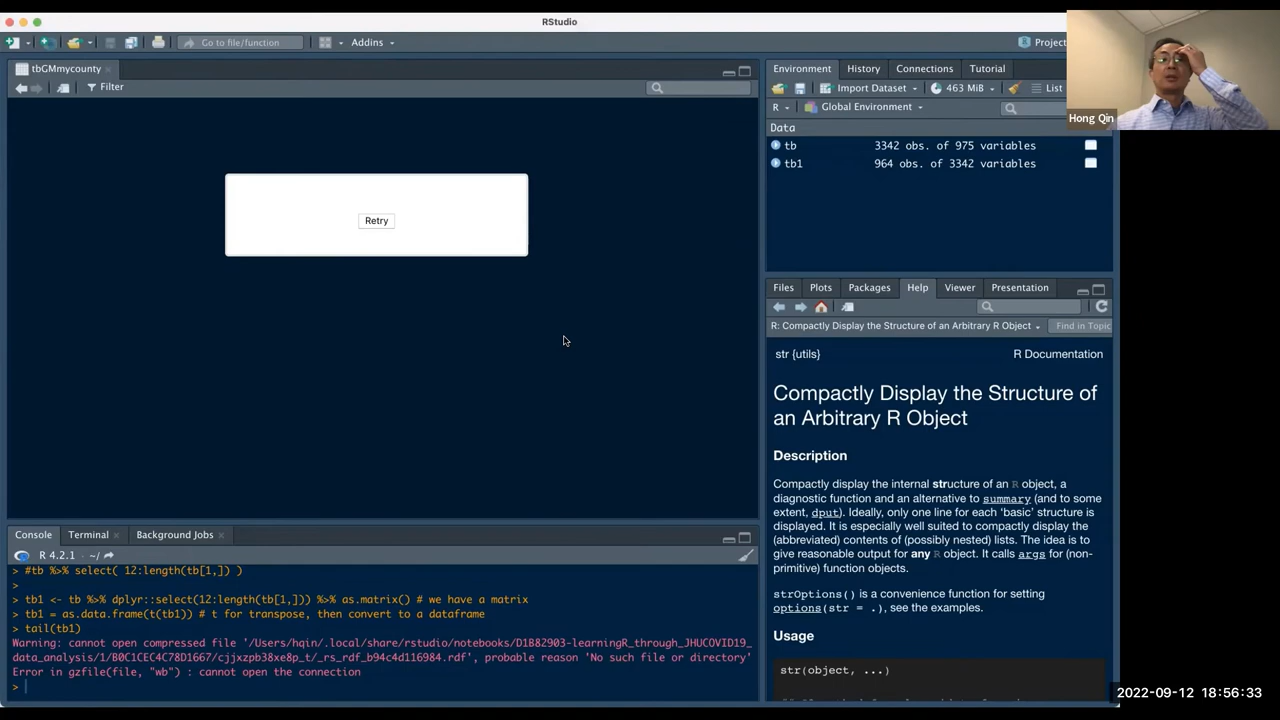 RStudio
Go to file/function
Addins
Project
tbGMmycounty
Filter
Retry
Environment
History
Connections
Tutorial
Import Dataset
463 MiB
List
R
Global Environment
Data
tb 3342 obs. of 975 variables
tb1 964 obs. of 3342 variables
Hong Qin
Files
Plots
Packages
Help
Viewer
Presentation
R: Compactly Display the Structure of an Arbitrary R Object
Find in Topic
str {utils}
R Documentation
Compactly Display the Structure of
an Arbitrary R Object
Description
Compactly display the internal structure of an R object, a
diagnostic function and an alternative to summary (and to some
extent, dput). Ideally, only one line for each ‘basic’ structure is
displayed. It is especially well suited to compactly display the
(abbreviated) contents of (possibly nested) lists. The idea is to
give reasonable output for any R object. It calls args for (non-
primitive) function objects.
strOptions() is a convenience function for setting
options(str = .), see the examples.
Usage
str(object, ...)
Console
Terminal
Background Jobs
R 4.2.1 · ~/
> #tb %>% select( 12:length(tb[1,]) )
>
> tb1 <- tb %>% dplyr::select(12:length(tb[1,])) %>% as.matrix() # we have a matrix
> tb1 = as.data.frame(t(tb1)) # t for transpose, then convert to a dataframe
> tail(tb1)
Warning: cannot open compressed file '/Users/hqin/.local/share/rstudio/notebooks/D1B82903-learningR_through_JHUCOVID19_
data_analysis/1/B0C1CEC4C78D1667/cjjxzpb38xe8p_t/_rs_rdf_b94c4d116984.rdf', probable reason 'No such file or directory'
Error in gzfile(file, "wb") : cannot open the connection
>
2022-09-12 18:56:33